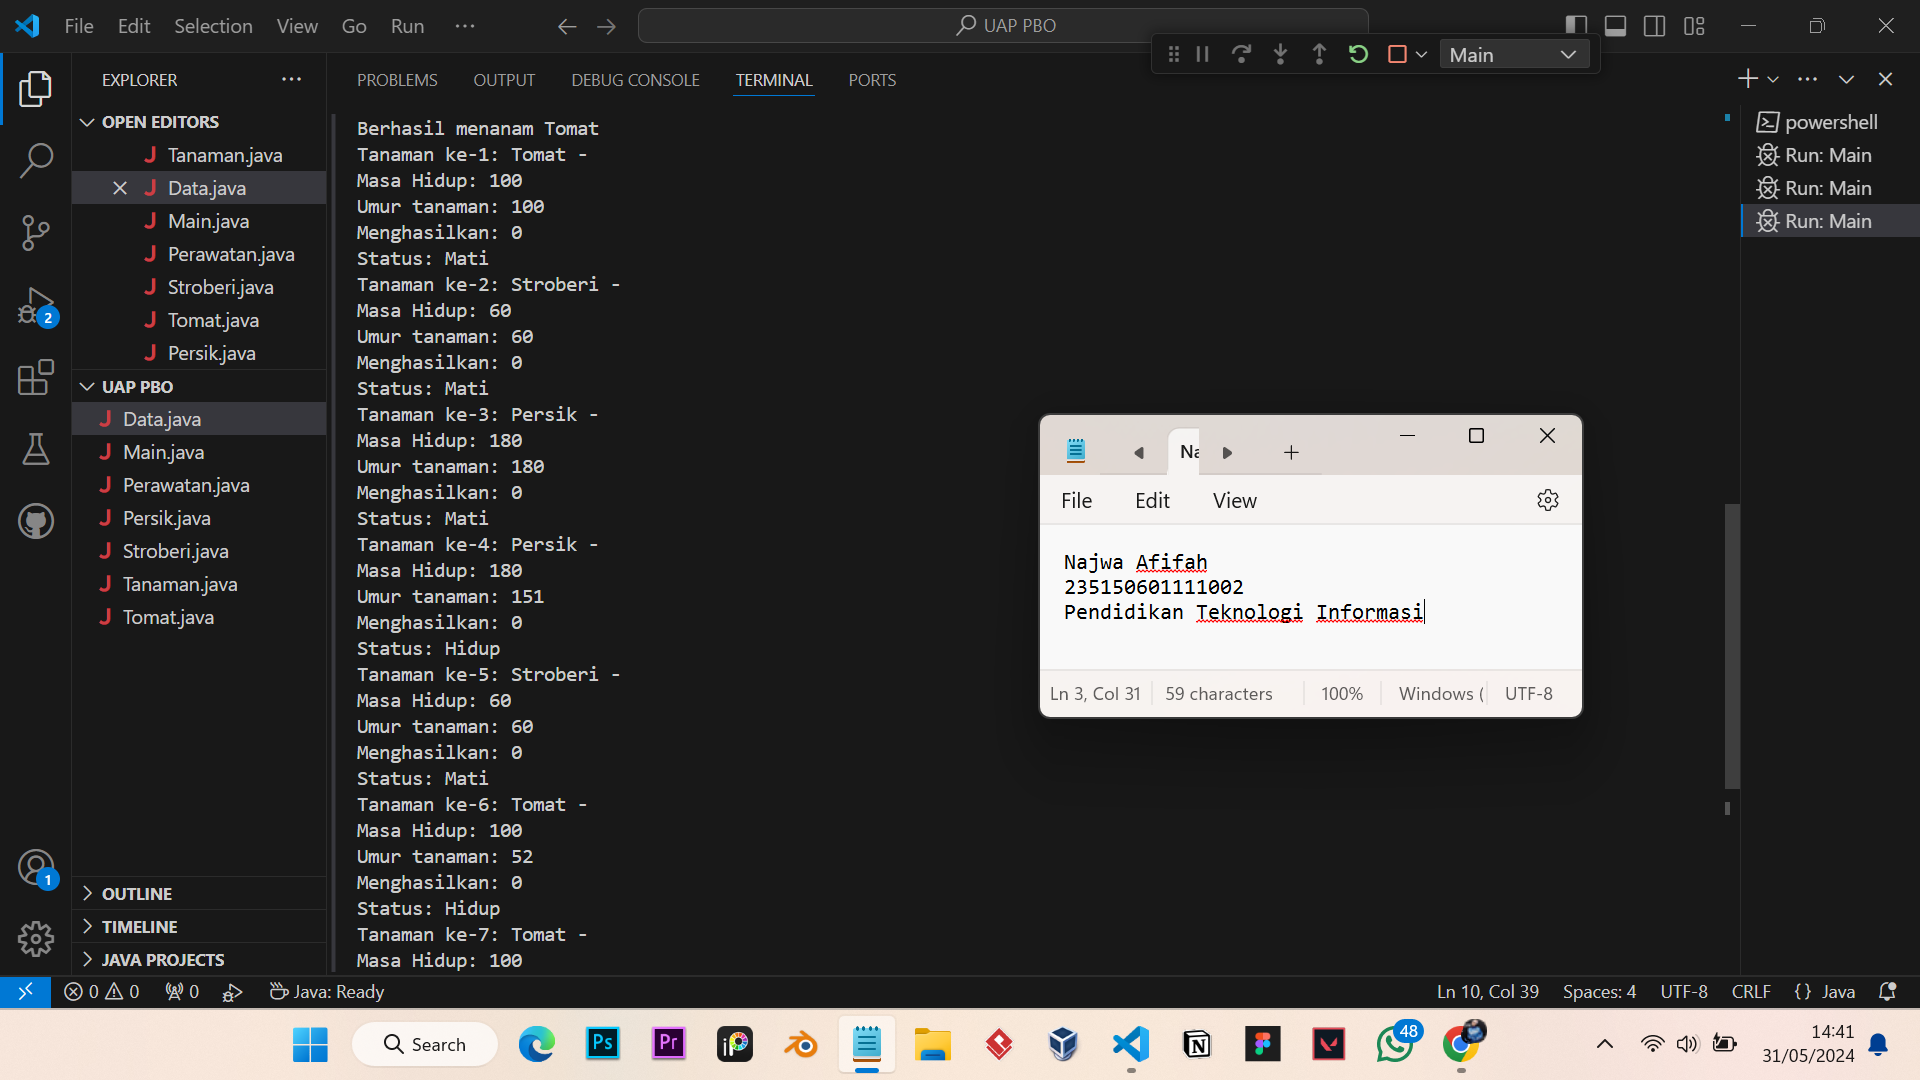 File Edit Selection View Go Run ···
UAP PBO
Main
EXPLORER ···
OPEN EDITORS
Tanaman.java
Data.java
Main.java
Perawatan.java
Stroberi.java
Tomat.java
Persik.java
UAP PBO
Data.java
Main.java
Perawatan.java
Persik.java
Stroberi.java
Tanaman.java
Tomat.java
OUTLINE
TIMELINE
JAVA PROJECTS
2
1
PROBLEMS OUTPUT DEBUG CONSOLE TERMINAL PORTS
Berhasil menanam Tomat
Tanaman ke-1: Tomat -
Masa Hidup: 100
Umur tanaman: 100
Menghasilkan: 0
Status: Mati
Tanaman ke-2: Stroberi -
Masa Hidup: 60
Umur tanaman: 60
Menghasilkan: 0
Status: Mati
Tanaman ke-3: Persik -
Masa Hidup: 180
Umur tanaman: 180
Menghasilkan: 0
Status: Mati
Tanaman ke-4: Persik -
Masa Hidup: 180
Umur tanaman: 151
Menghasilkan: 0
Status: Hidup
Tanaman ke-5: Stroberi -
Masa Hidup: 60
Umur tanaman: 60
Menghasilkan: 0
Status: Mati
Tanaman ke-6: Tomat -
Masa Hidup: 100
Umur tanaman: 52
Menghasilkan: 0
Status: Hidup
Tanaman ke-7: Tomat -
Masa Hidup: 100
powershell
Run: Main
Run: Main
Run: Main
Na
File Edit View
Najwa Afifah
235150601111002
Pendidikan Teknologi Informasi
Ln 3, Col 31 59 characters 100% Windows ( UTF-8
0 0 0 Java: Ready Ln 10, Col 39 Spaces: 4 UTF-8 CRLF {} Java
Search Ps Pr iP N 48
14:41
31/05/2024